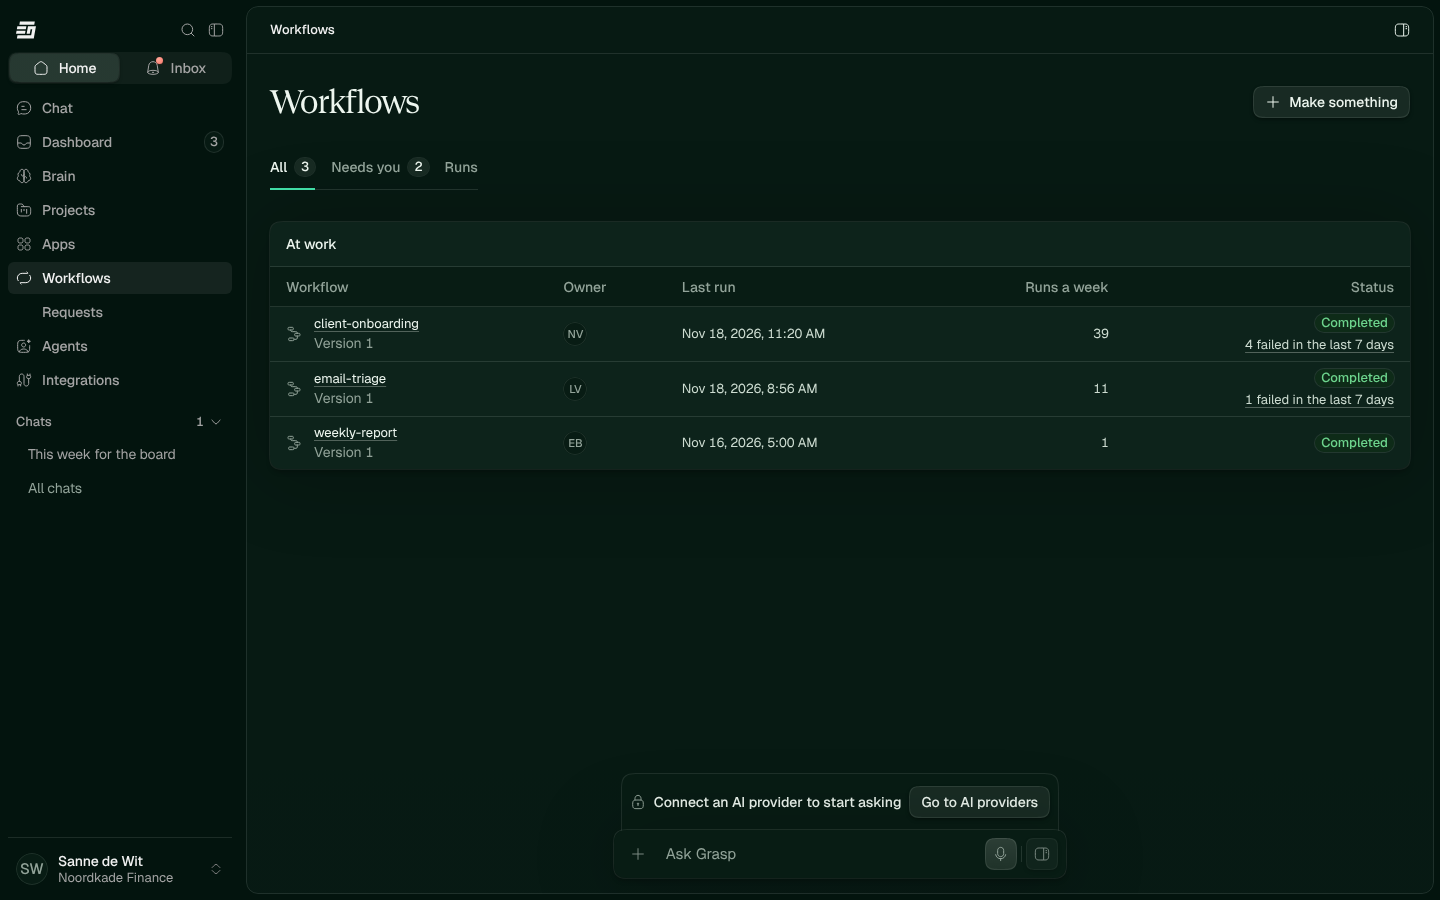 Workflows
Home
Inbox
Chat
Dashboard 3
Brain
Projects
Apps
Workflows
Requests
Agents
Integrations
Chats 1
This week for the board
All chats
SW
Sanne de Wit
Noordkade Finance
Workflows
Make something
All 3 Needs you 2 Runs
At work
Workflow Owner Last run Runs a week Status
client-onboarding
Version 1
NV
Nov 18, 2026, 11:20 AM
39
Completed
4 failed in the last 7 days
email-triage
Version 1
LV
Nov 18, 2026, 8:56 AM
11
Completed
1 failed in the last 7 days
weekly-report
Version 1
EB
Nov 16, 2026, 5:00 AM
1
Completed
Connect an AI provider to start asking
Go to AI providers
Ask Grasp